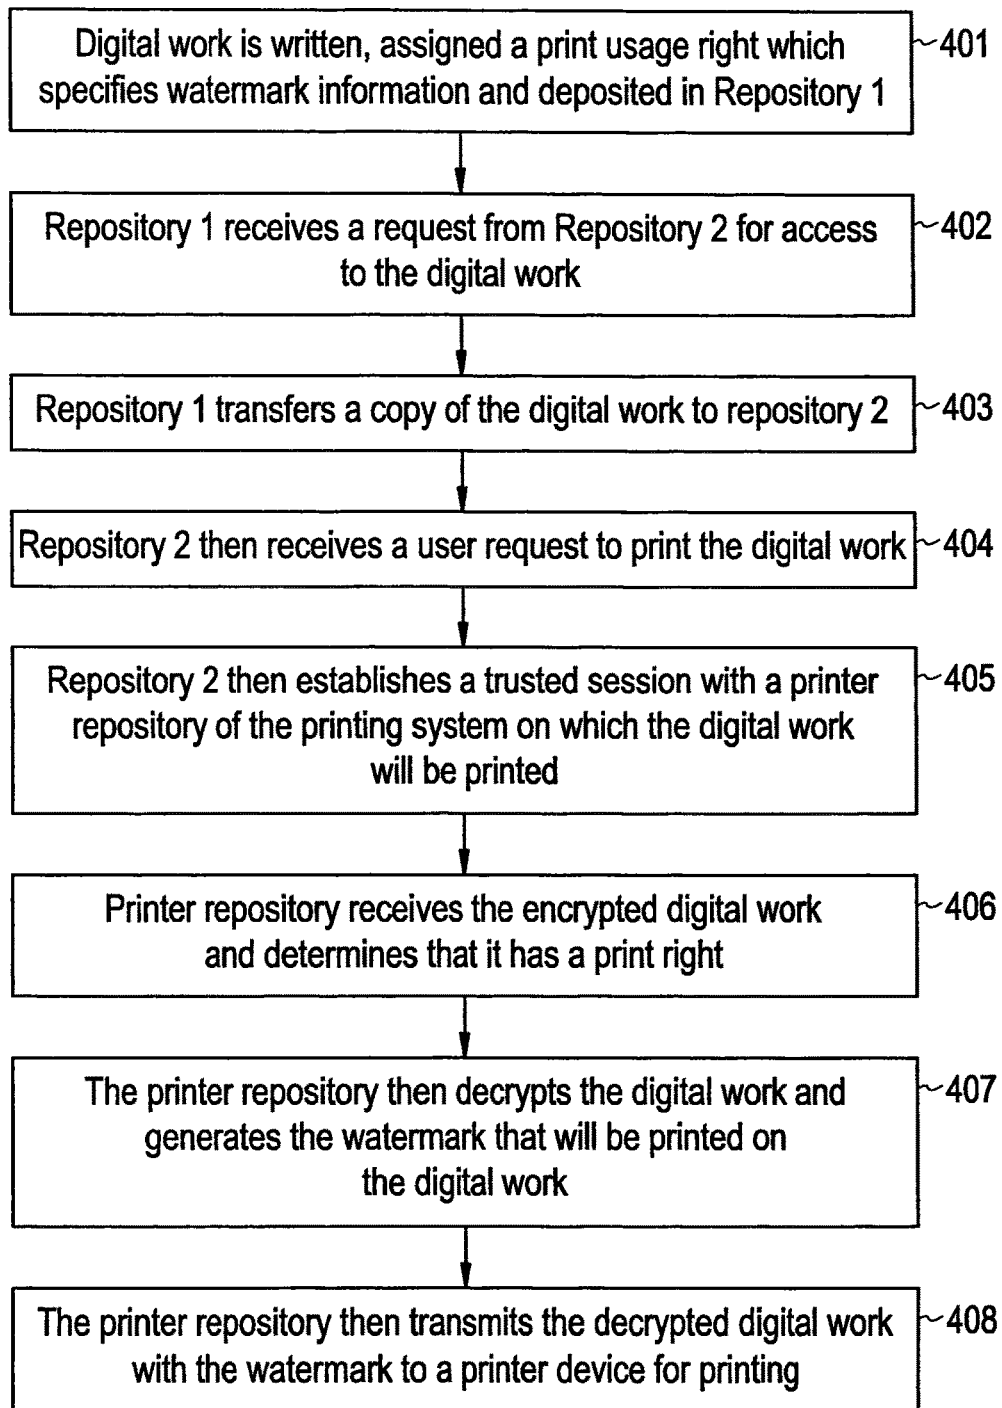 Digital work is written, assigned a print usage right which
specifies watermark information and deposited in Repository 1
401
Repository 1 receives a request from Repository 2 for access
to the digital work
402
Repository 1 transfers a copy of the digital work to repository 2
403
Repository 2 then receives a user request to print the digital work
404
Repository 2 then establishes a trusted session with a printer
repository of the printing system on which the digital work
will be printed
405
Printer repository receives the encrypted digital work
and determines that it has a print right
406
The printer repository then decrypts the digital work and
generates the watermark that will be printed on
the digital work
407
The printer repository then transmits the decrypted digital work
with the watermark to a printer device for printing
408